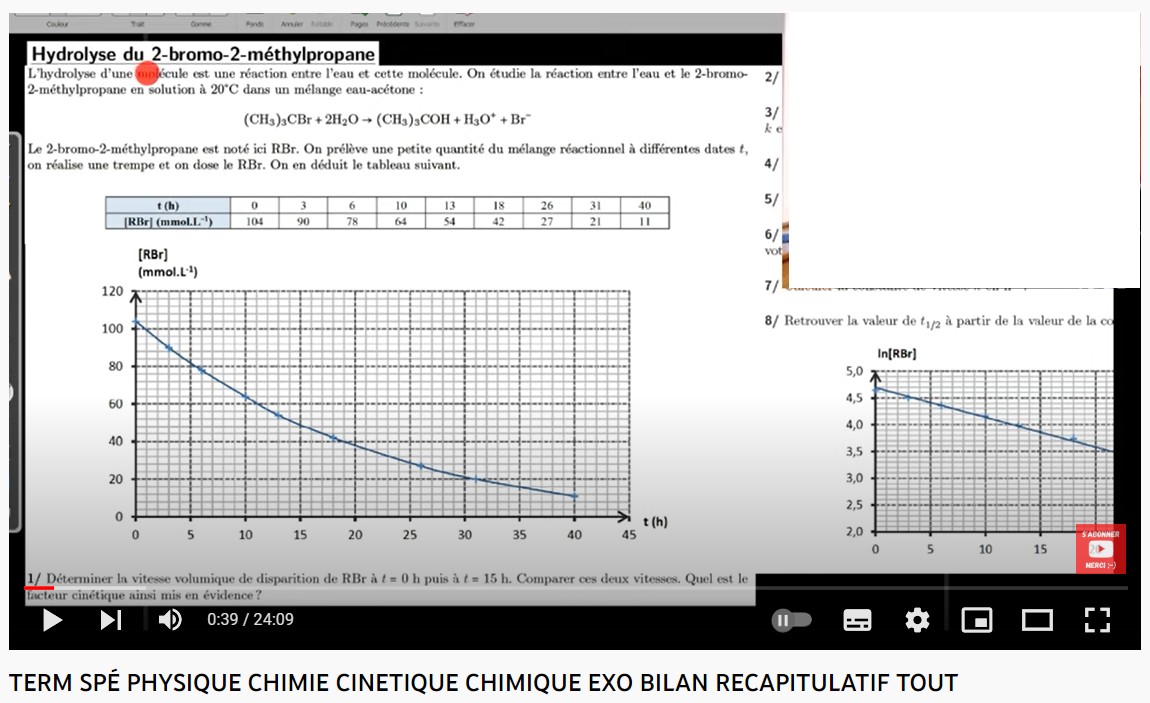 Couleur Trait Gomme Fonds Annuler Rétablir Pages Précédente Suivante Effacer
Hydrolyse du 2-bromo-2-méthylpropane
L'hydrolyse d'une molécule est une réaction entre l'eau et cette molécule. On étudie la réaction entre l'eau et le 2-bromo-
2-méthylpropane en solution à 20°C dans un mélange eau-acétone :
(CH₃)₃CBr + 2H₂O → (CH₃)₃COH + H₃O⁺ + Br⁻
Le 2-bromo-2-méthylpropane est noté ici RBr. On prélève une petite quantité du mélange réactionnel à différentes dates t,
on réalise une trempe et on dose le RBr. On en déduit le tableau suivant.
t (h) 0 3 6 10 13 18 26 31 40
[RBr] (mmol.L⁻¹) 104 90 78 64 54 42 27 21 11
[RBr]
(mmol.L⁻¹)
120
100
80
60
40
20
0
0 5 10 15 20 25 30 35 40 45
t (h)
1/ Déterminer la vitesse volumique de disparition de RBr à t = 0 h puis à t = 15 h. Comparer ces deux vitesses. Quel est le
facteur cinétique ainsi mis en évidence ?
2/
3/
k
4/
5/
6/
vot
7/
8/ Retrouver la valeur de t₁/₂ à partir de la valeur de la co
ln[RBr]
5,0
4,5
4,0
3,5
3,0
2,5
2,0
0 5 10 15 20
S'ABONNER
MERCI ;-)
0:39 / 24:09
TERM SPÉ PHYSIQUE CHIMIE CINETIQUE CHIMIQUE EXO BILAN RECAPITULATIF TOUT